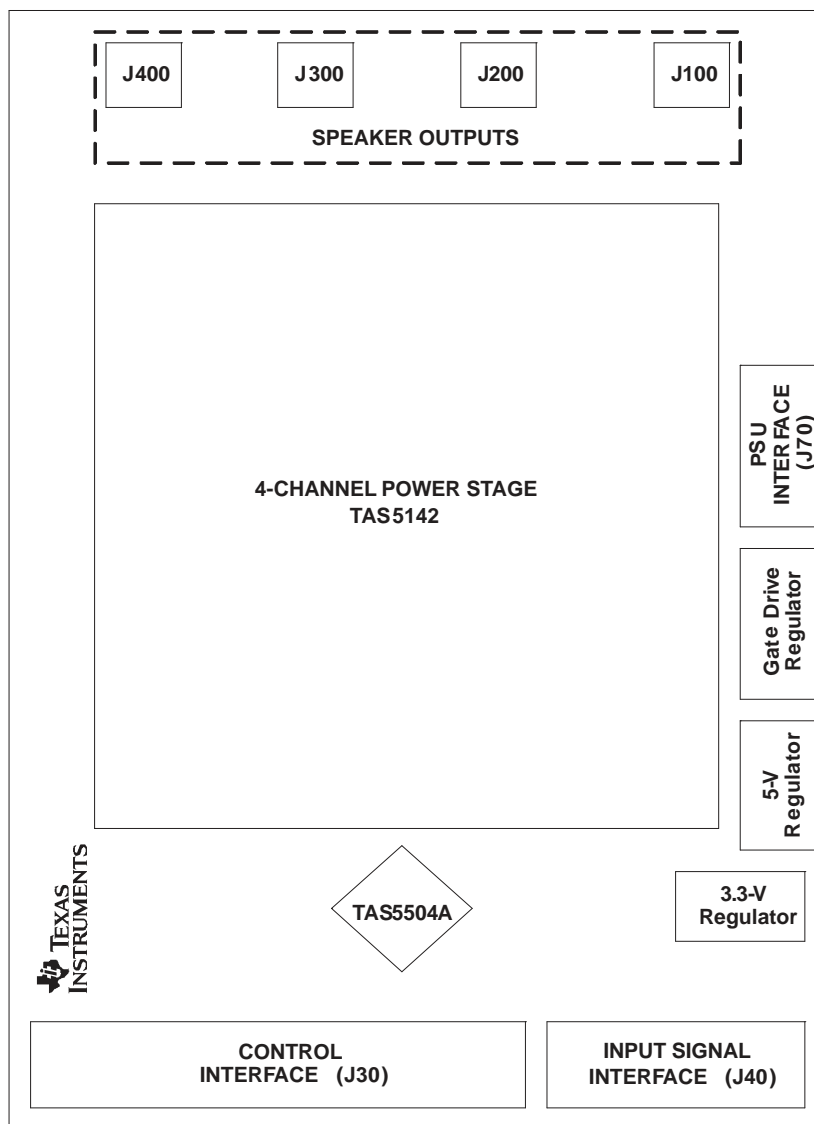 J400
J300
J200
J100
SPEAKER OUTPUTS
4-CHANNEL POWER STAGE
TAS5142
PSU
INTERFACE
(J70)
Gate Drive
Regulator
5-V
Regulator
TEXAS
INSTRUMENTS
TAS5504A
3.3-V
Regulator
CONTROL
INTERFACE (J30)
INPUT SIGNAL
INTERFACE (J40)